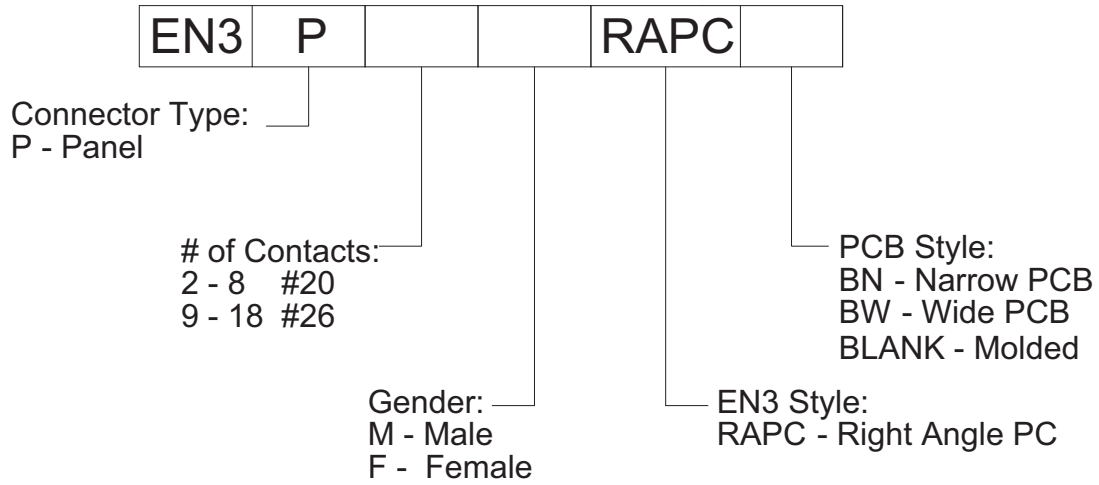 EN3 P RAPC
Connector Type:
P - Panel
# of Contacts:
2 - 8 #20
9 - 18 #26
PCB Style:
BN - Narrow PCB
BW - Wide PCB
BLANK - Molded
Gender:
M - Male
F - Female
EN3 Style:
RAPC - Right Angle PC